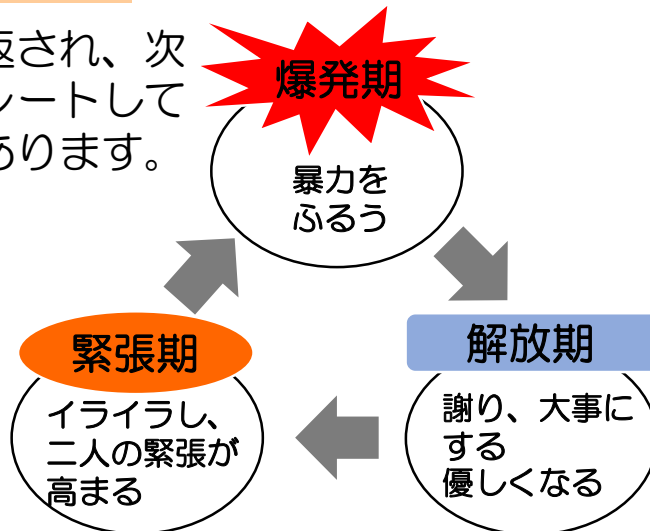 返され、次
レートして
あります。
爆発期
暴力を
ふるう
緊張期
イライラし、
二人の緊張が
高まる
解放期
謝り、大事に
する
優しくなる